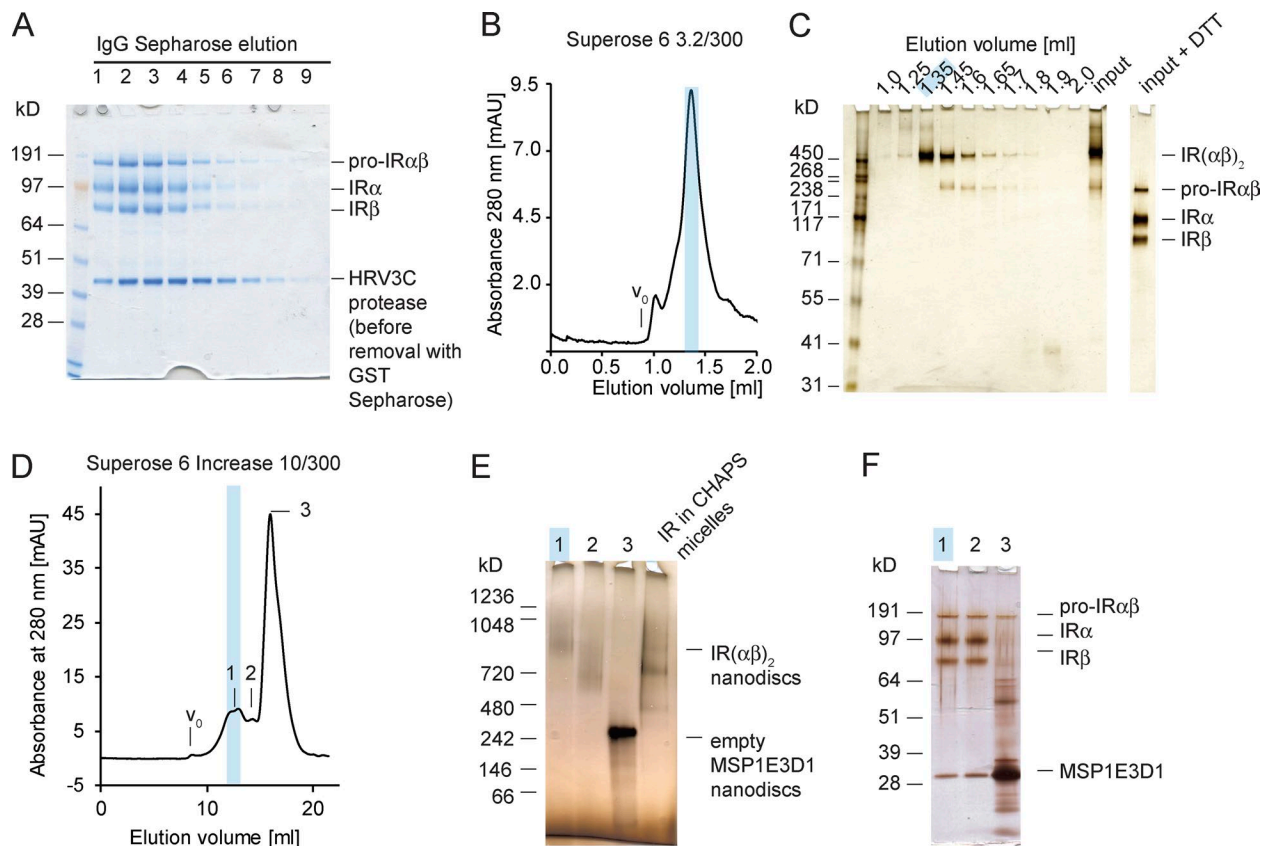 A
IgG Sepharose elution
1 2 3 4 5 6 7 8 9
kD
191
97
64
51
39
28
pro-IRαβ
IRα
IRβ
HRV3C
protease
(before
removal with
GST
Sepharose)
B
Superose 6 3.2/300
Absorbance 280 nm [mAU]
9.5
7.0
4.5
2.0
V0
0.0 0.5 1.0 1.5 2.0
Elution volume [ml]
C
Elution volume [ml]
1.0 1.25 1.35 1.45 1.6 1.65 1.7 1.8 1.9 2.0 input input + DTT
kD
450
268
238
171
117
71
55
41
31
IR(αβ)2
pro-IRαβ
IRα
IRβ
D
Superose 6 Increase 10/300
Absorbance at 280 nm [mAU]
45
35
25
15
5
-5
V0
1
2
3
0 10 20
Elution volume [ml]
E
1 2 3 IR in CHAPS
micelles
kD
1236
1048
720
480
242
146
66
IR(αβ)2
nanodiscs
empty
MSP1E3D1
nanodiscs
F
1 2 3
kD
191
97
64
51
39
28
pro-IRαβ
IRα
IRβ
MSP1E3D1